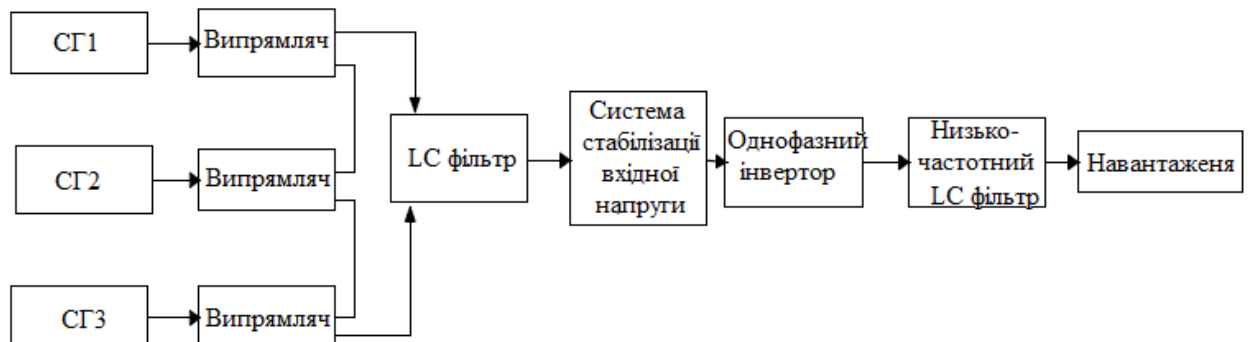 СГ1
Випрямляч
СГ2
Випрямляч
СГ3
Випрямляч
LC фільтр
Система
стабілізації
вхідної
напруги
Однофазний
інвертор
Низько-
частотний
LC фільтр
Навантаженя